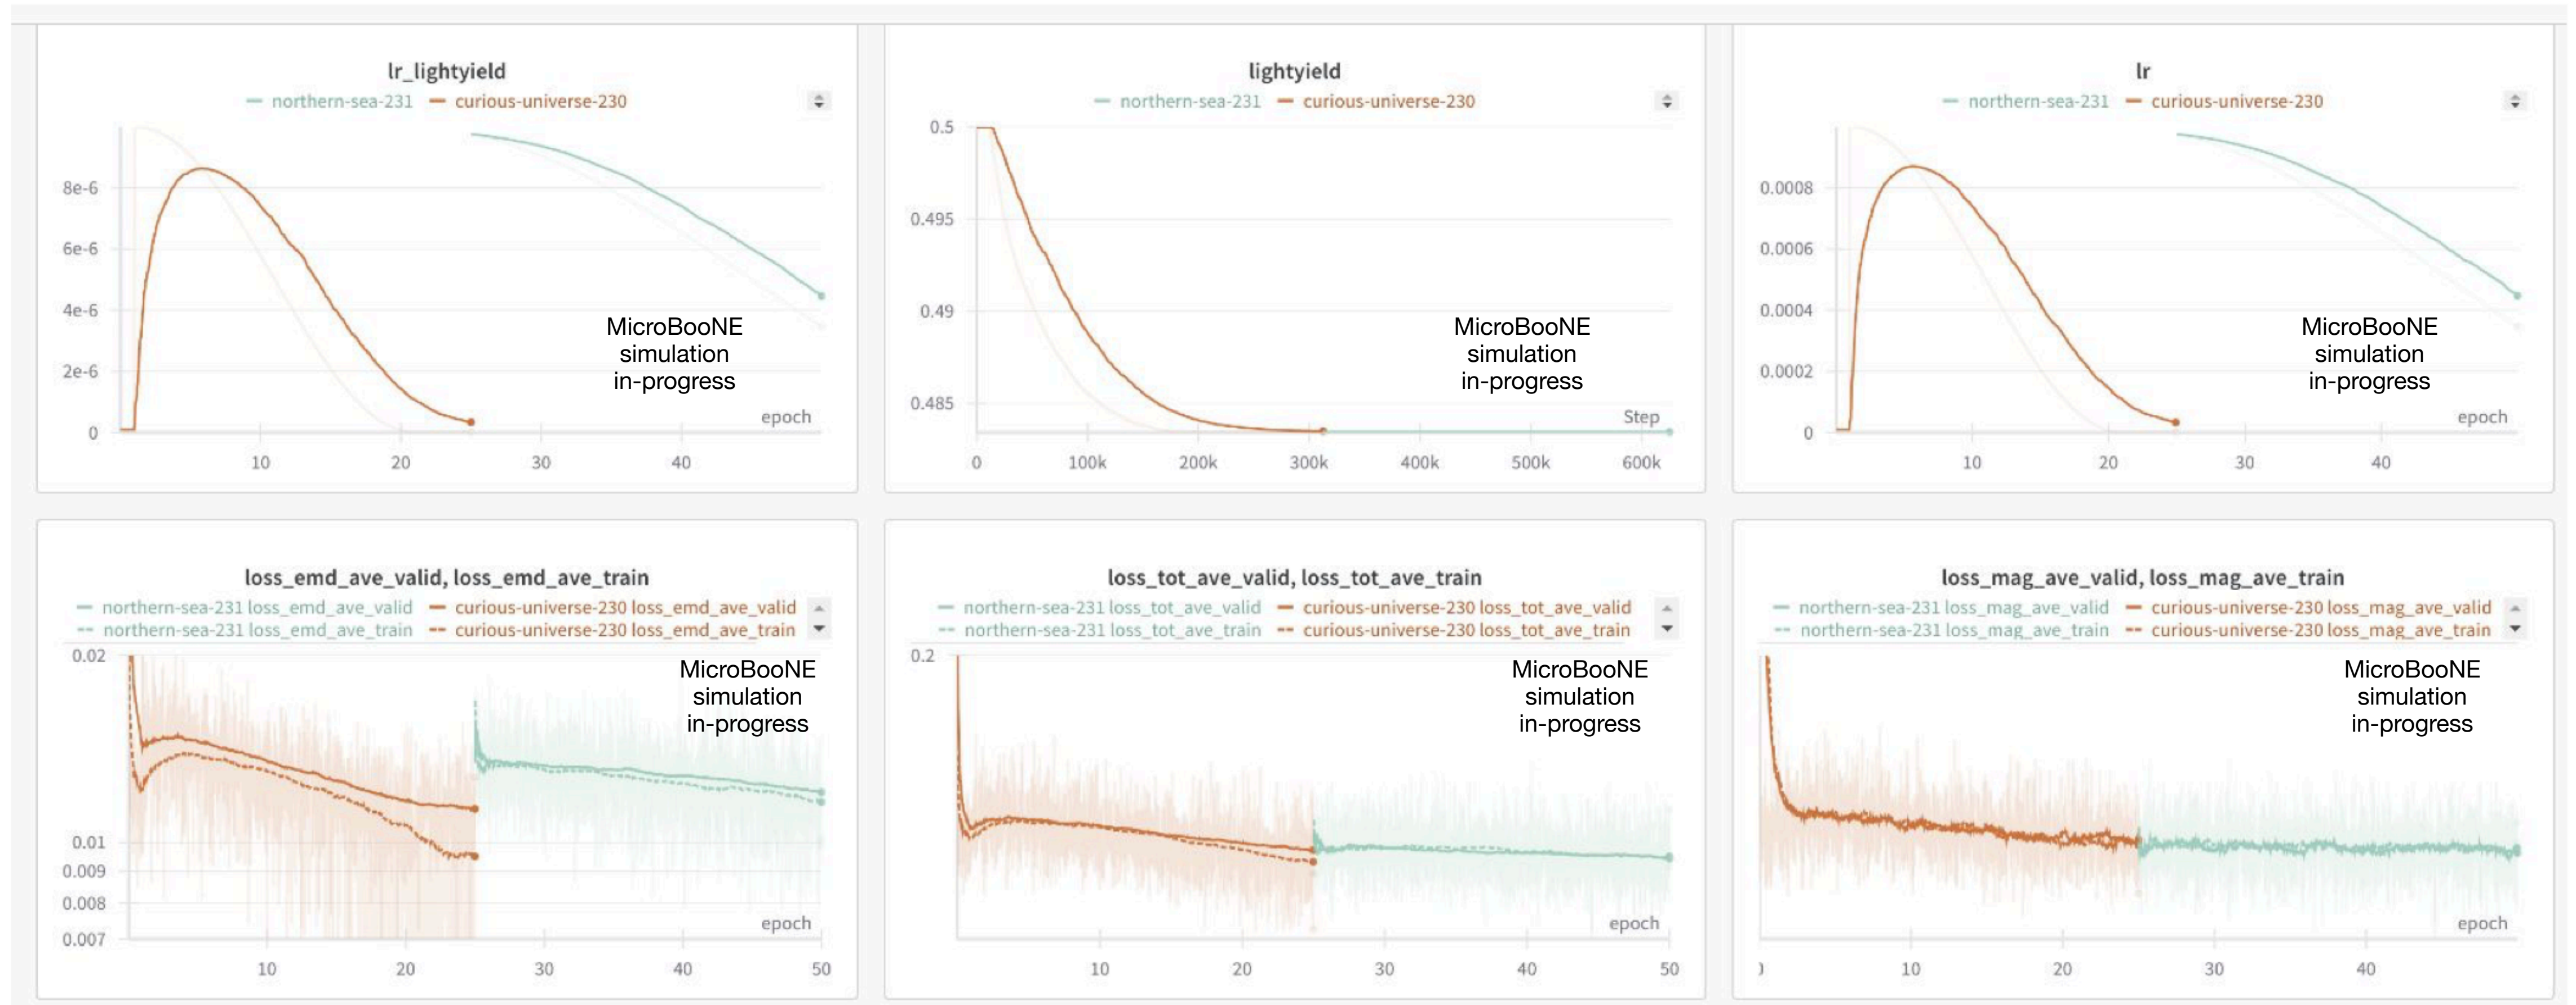 lr_lightyield
northern-sea-231 curious-universe-230
8e-6
6e-6
4e-6
2e-6
0
MicroBooNE
simulation
in-progress
epoch
10 20 30 40
lightyield
northern-sea-231 curious-universe-230
0.5
0.495
0.49
0.485
MicroBooNE
simulation
in-progress
Step
0 100k 200k 300k 400k 500k 600k
lr
northern-sea-231 curious-universe-230
0.0008
0.0006
0.0004
0.0002
0
MicroBooNE
simulation
in-progress
epoch
10 20 30 40
loss_emd_ave_valid, loss_emd_ave_train
northern-sea-231 loss_emd_ave_valid curious-universe-230 loss_emd_ave_valid
northern-sea-231 loss_emd_ave_train curious-universe-230 loss_emd_ave_train
0.02
MicroBooNE
simulation
in-progress
0.01
0.009
0.008
0.007
epoch
10 20 30 40 50
loss_tot_ave_valid, loss_tot_ave_train
northern-sea-231 loss_tot_ave_valid curious-universe-230 loss_tot_ave_valid
northern-sea-231 loss_tot_ave_train curious-universe-230 loss_tot_ave_train
0.2
MicroBooNE
simulation
in-progress
epoch
10 20 30 40 50
loss_mag_ave_valid, loss_mag_ave_train
northern-sea-231 loss_mag_ave_valid curious-universe-230 loss_mag_ave_valid
northern-sea-231 loss_mag_ave_train curious-universe-230 loss_mag_ave_train
MicroBooNE
simulation
in-progress
epoch
10 20 30 40